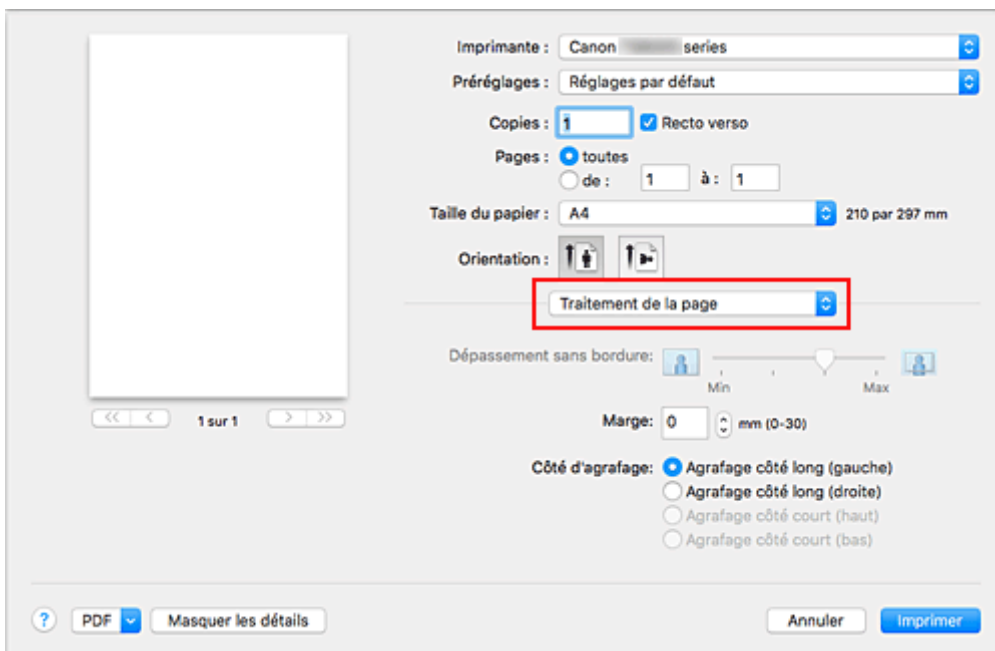 Imprimante : Canon series
Préréglages : Réglages par défaut
Copies : 1 Recto verso
Pages : toutes
de : 1 à : 1
Taille du papier : A4 210 par 297 mm
Orientation :
Traitement de la page
Dépassement sans bordure:
Min Max
<< < 1 sur 1 > >>
Marge: 0 mm (0-30)
Côté d'agrafage: Agrafage côté long (gauche)
Agrafage côté long (droite)
Agrafage côté court (haut)
Agrafage côté court (bas)
? PDF Masquer les détails Annuler Imprimer